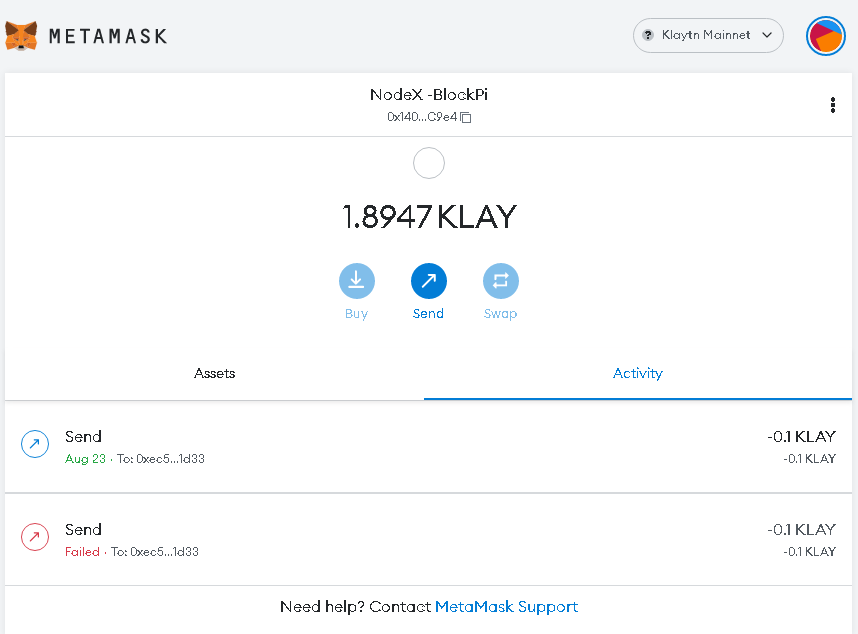 METAMASK
? Klaytn Mainnet
NodeX -BlockPi
0x140...C9e4
1.8947 KLAY
Buy Send Swap
Assets Activity
Send -0.1 KLAY
Aug 23 · To: 0xec5...1d33 -0.1 KLAY
Send -0.1 KLAY
Failed · To: 0xec5...1d33 -0.1 KLAY
Need help? Contact MetaMask Support